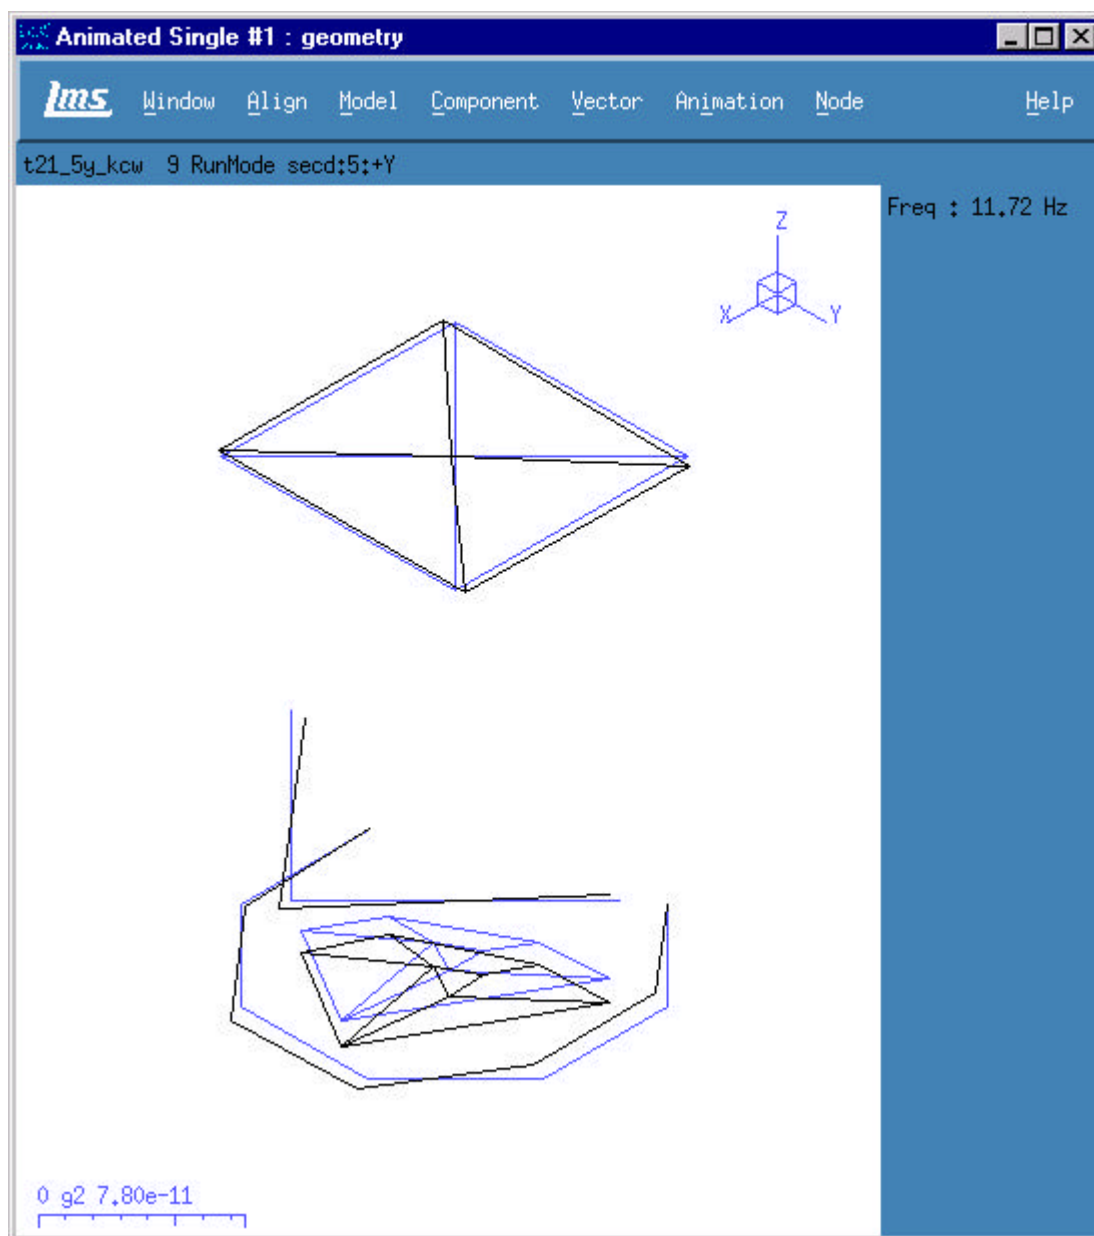 Animated Single #1 : geometry
lms Window Align Model Component Vector Animation Node Help
t21_5y_kcw 9 RunMode secd:5:+Y
Freq : 11.72 Hz
Z
X Y
0 g2 7.80e-11